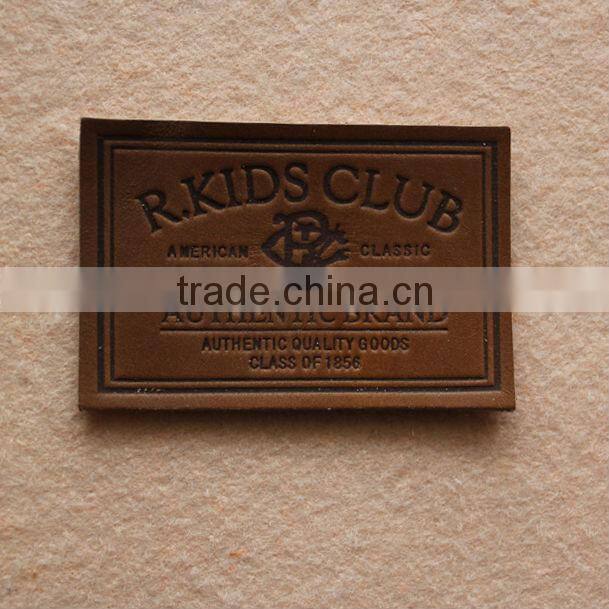 R.KIDS CLUB
AMERICAN CLASSIC
trade.china.cn
AUTHENTIC BRAND
AUTHENTIC QUALITY GOODS
CLASS OF 1856